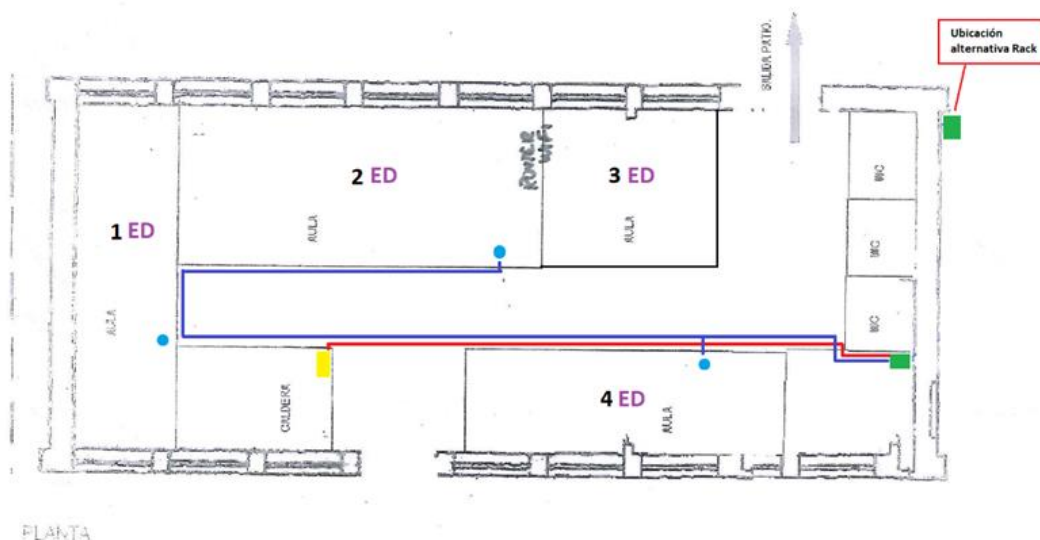 SALIDA PATIO.
Ubicación
alternativa Rack
2 ED
ROUTER
WIFI
3 ED
WC
1 ED
AULA
AULA
WC
AULA
WC
CALDERA
4 ED
AULA
PLANTA